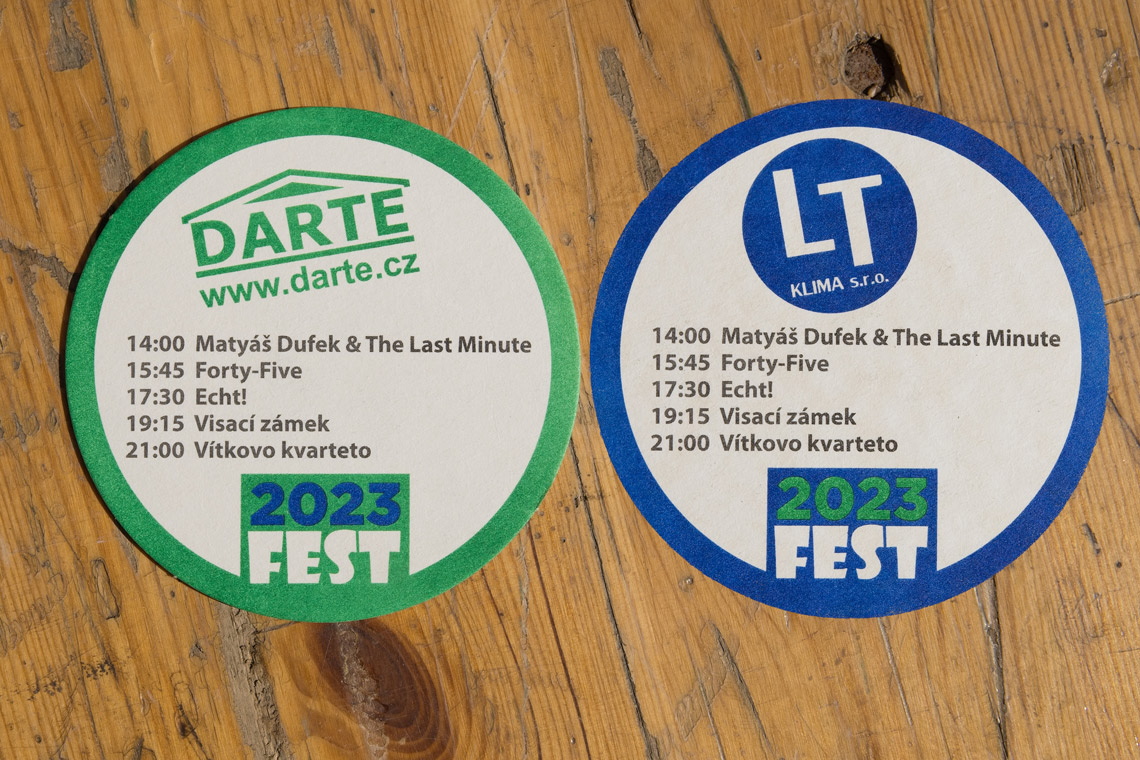 DARTE
www.darte.cz
14:00 Matyáš Dufek & The Last Minute
15:45 Forty-Five
17:30 Echt!
19:15 Visací zámek
21:00 Vítkovo kvarteto
2023
FEST
LT
KLIMA s.r.o.
14:00 Matyáš Dufek & The Last Minute
15:45 Forty-Five
17:30 Echt!
19:15 Visací zámek
21:00 Vítkovo kvarteto
2023
FEST